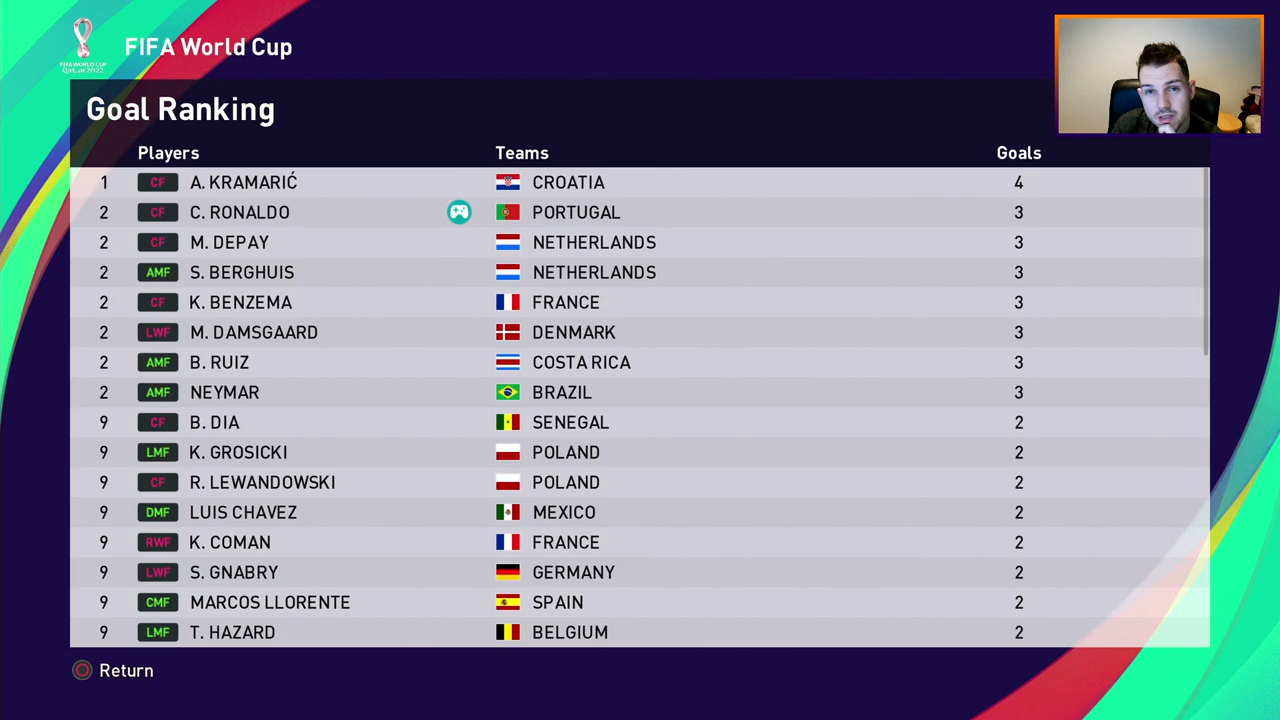 FIFA World Cup
FIFA WORLD CUP
Qatar2022
Goal Ranking
Players Teams Goals
1 CF A. KRAMARIĆ CROATIA 4
2 CF C. RONALDO PORTUGAL 3
2 CF M. DEPAY NETHERLANDS 3
2 AMF S. BERGHUIS NETHERLANDS 3
2 CF K. BENZEMA FRANCE 3
2 LWF M. DAMSGAARD DENMARK 3
2 AMF B. RUIZ COSTA RICA 3
2 AMF NEYMAR BRAZIL 3
9 CF B. DIA SENEGAL 2
9 LMF K. GROSICKI POLAND 2
9 CF R. LEWANDOWSKI POLAND 2
9 DMF LUIS CHAVEZ MEXICO 2
9 RWF K. COMAN FRANCE 2
9 LWF S. GNABRY GERMANY 2
9 CMF MARCOS LLORENTE SPAIN 2
9 LMF T. HAZARD BELGIUM 2
Return